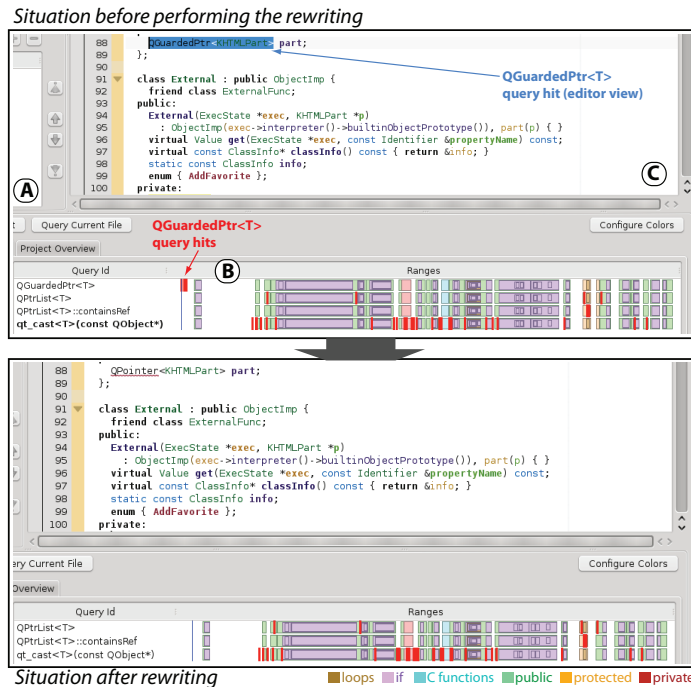 Situation before performing the rewriting
88 QGuardedPtr<KHTMLPart> part;
89 };
90
91 class External : public ObjectImp {
92 friend class ExternalFunc;
93 public:
94 External(ExecState *exec, KHTMLPart *p)
95 : ObjectImp(exec->interpreter()->builtinObjectPrototype()), part(p) { }
96 virtual Value get(ExecState *exec, const Identifier &propertyName) const;
97 virtual const ClassInfo* classInfo() const { return &info; }
98 static const ClassInfo info;
99 enum { AddFavorite };
100 private:
QGuardedPtr<T>
query hit (editor view)
A
C
Query Current File
QGuardedPtr<T>
query hits
Configure Colors
Project Overview
B
Query Id Ranges
QGuardedPtr<T>
QPtrList<T>
QPtrList<T>::containsRef
qt_cast<T>(const QObject*)
88 QPointer<KHTMLPart> part;
89 };
90
91 class External : public ObjectImp {
92 friend class ExternalFunc;
93 public:
94 External(ExecState *exec, KHTMLPart *p)
95 : ObjectImp(exec->interpreter()->builtinObjectPrototype()), part(p) { }
96 virtual Value get(ExecState *exec, const Identifier &propertyName) const;
97 virtual const ClassInfo* classInfo() const { return &info; }
98 static const ClassInfo info;
99 enum { AddFavorite };
100 private:
ery Current File Configure Colors
Overview
Query Id Ranges
QPtrList<T>
QPtrList<T>::containsRef
qt_cast<T>(const QObject*)
Situation after rewriting
loops if C functions public protected private